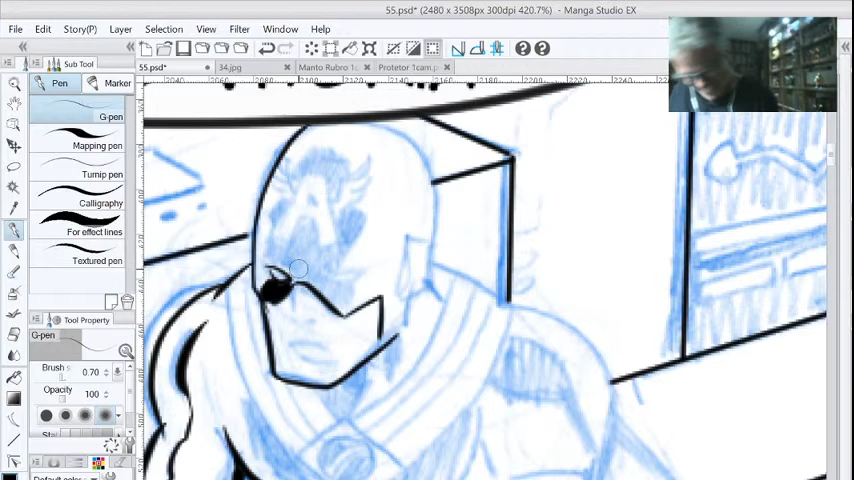 55.psd* (2480 x 3508px 300dpi 420.7%) - Manga Studio EX
File Edit Story(P) Layer Selection View Filter Window Help
Sub Tool
55.psd* 34.jpg Manto Rubro 1c Protetor 1cam.p
Pen Marker
G-pen
Mapping pen
Turnip pen
Calligraphy
For effect lines
Textured pen
Tool Property
G-pen
Brush s 0.70
Opacity 100
Default color
A